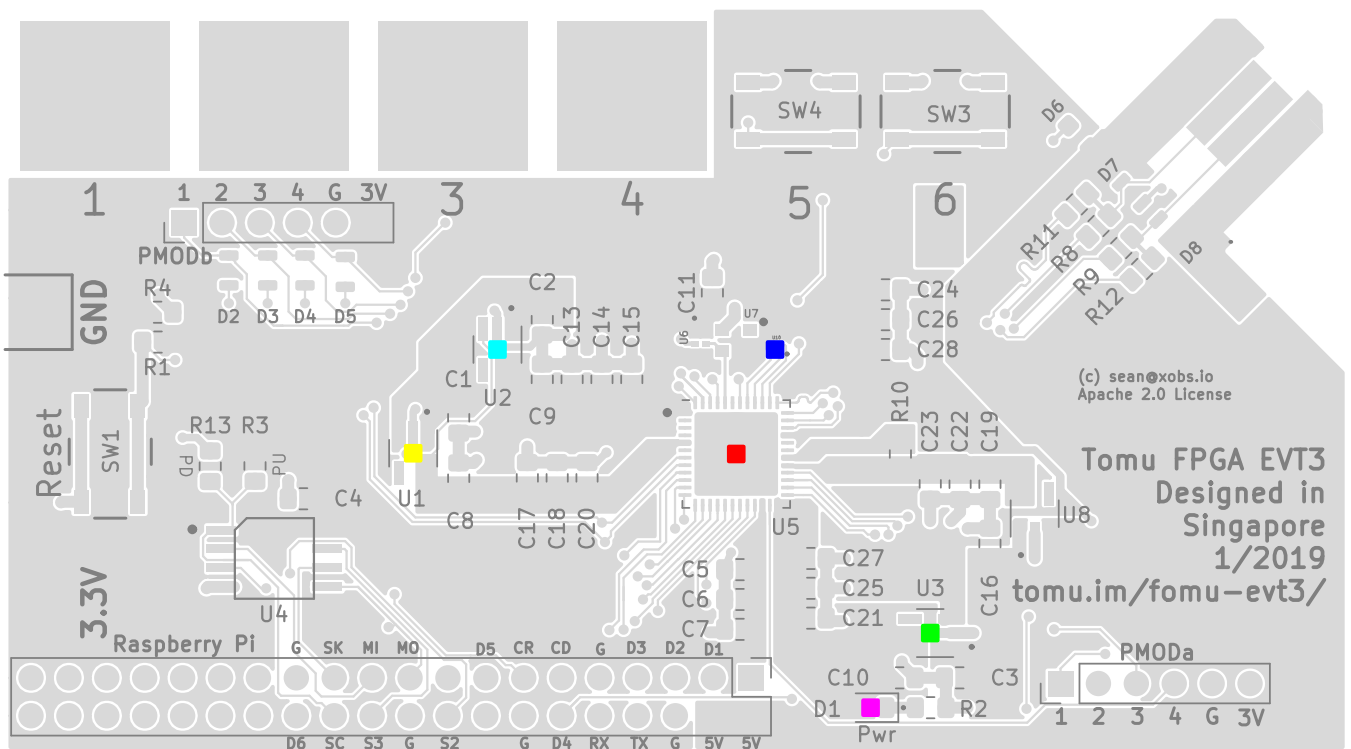 SW4
SW3
D6
D7
1
3
4
5
6
1
2
3
4
G
3V
PMODb
R11
R8
R9
R12
D8
R4
GND
D2
D3
D4
D5
C2
C11
C13
C14
C15
U6
U7
U10
C24
C26
C28
R1
C1
U2
(c) sean@xobs.io
Apache 2.0 License
Reset
SW1
R13
R3
PD
PU
C9
R10
C23
C22
C19
Tomu FPGA EVT3
Designed in
Singapore
1/2019
tomu.im/fomu-evt3/
C4
U1
C8
C17
C18
C20
U5
U8
3.3V
U4
C5
C6
C7
C27
C25
C21
U3
C16
Raspberry Pi
G
SK
MI
MO
D5
CR
CD
G
D3
D2
D1
C10
C3
PMODa
D1
R2
Pwr
1
2
3
4
G
3V
D6
SC
S3
G
S2
G
D4
RX
TX
G
5V
5V